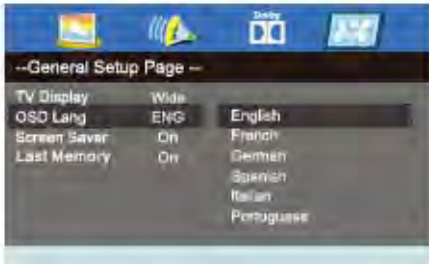 Dolby
--General Setup Page --
TV Display Wide
OSD Lang ENG English
Screen Saver On French
Last Memory On German
Spanish
Italian
Portuguese